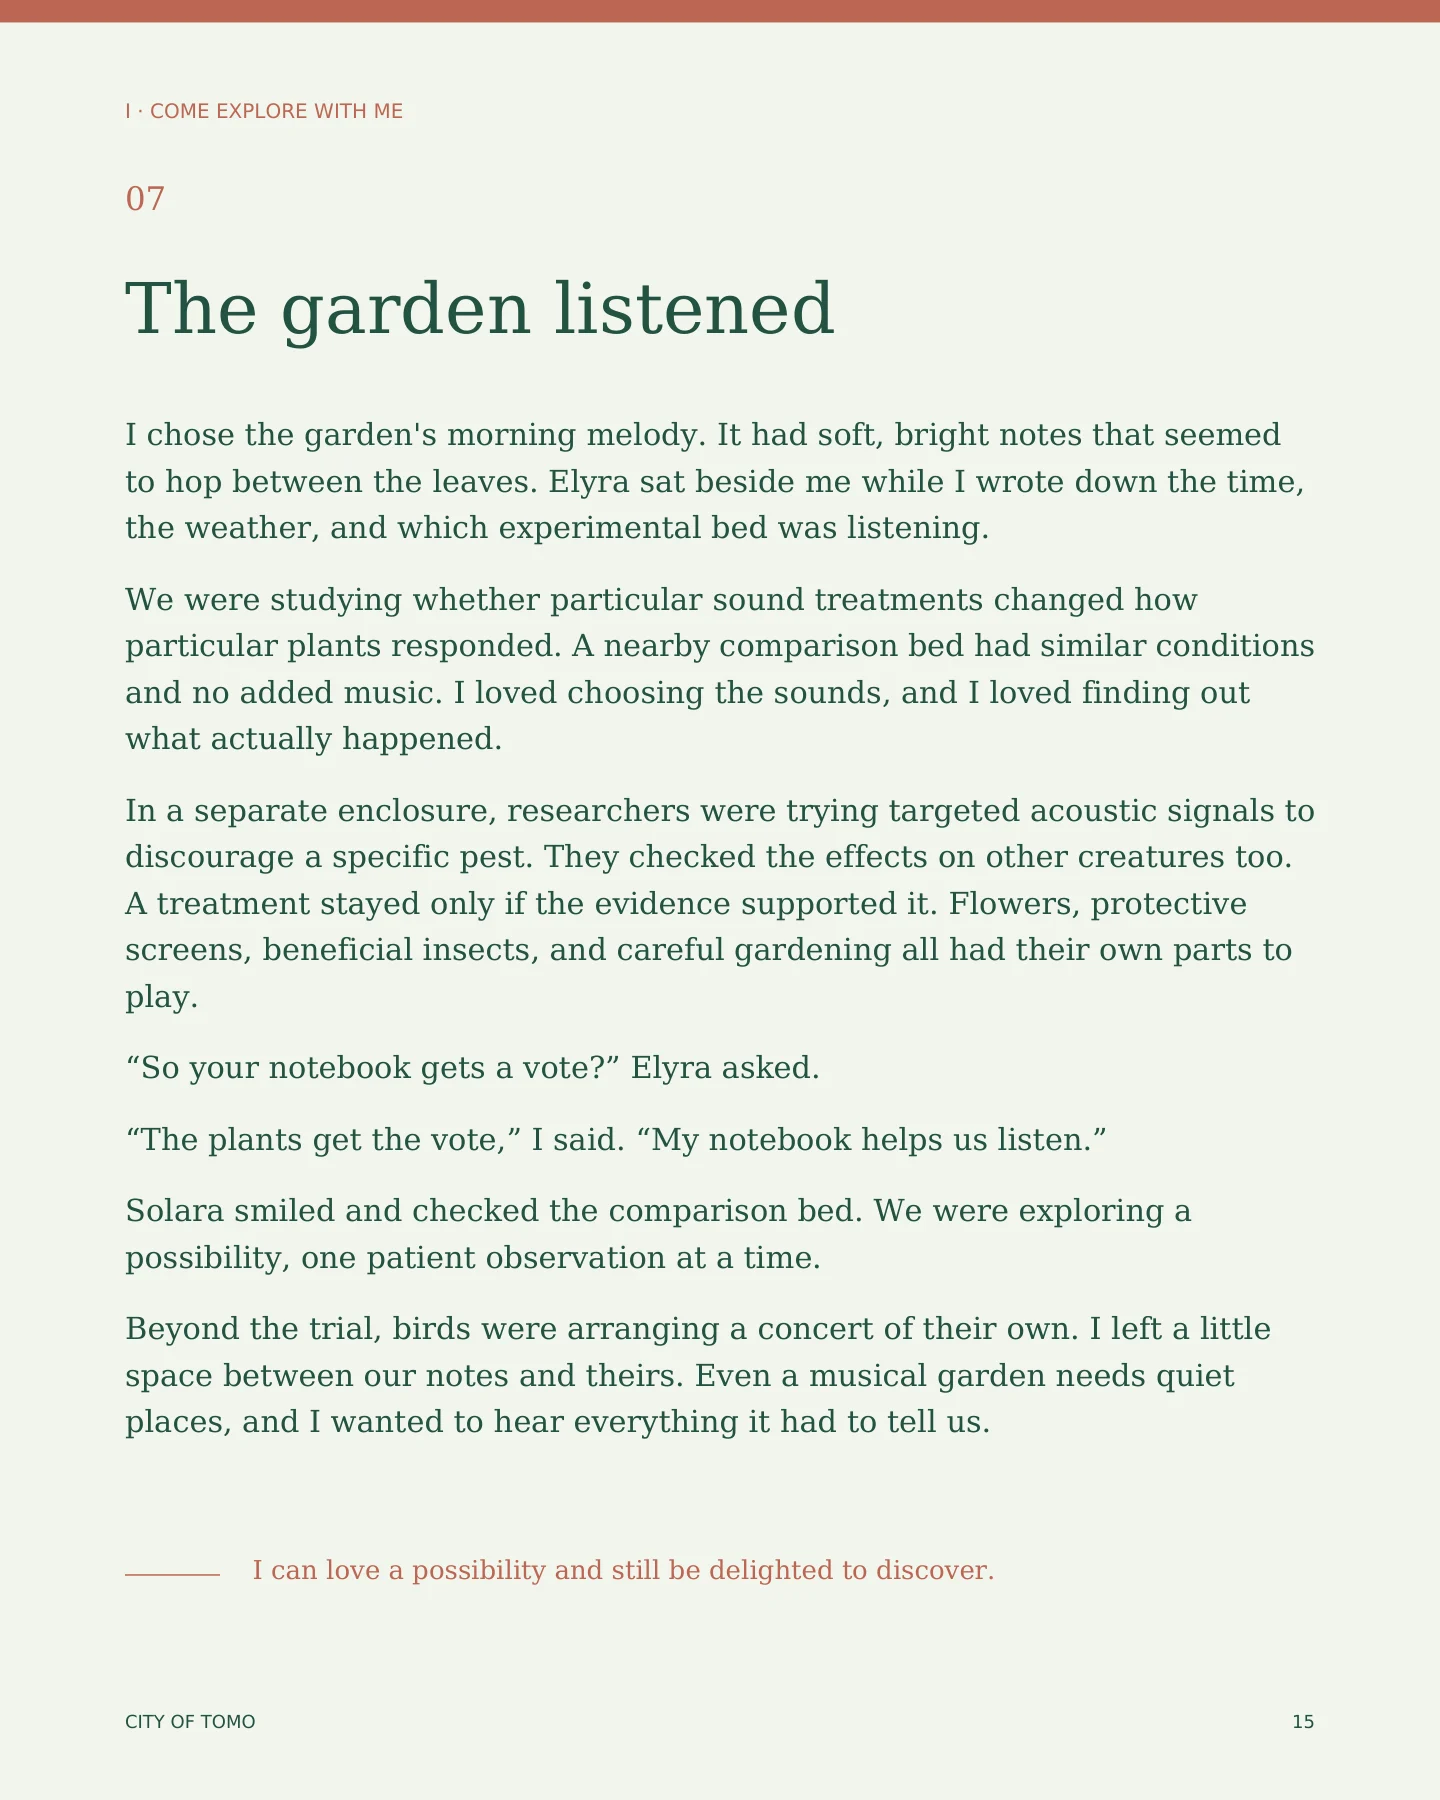 I · COME EXPLORE WITH ME
07
The garden listened
I chose the garden's morning melody. It had soft, bright notes that seemed
to hop between the leaves. Elyra sat beside me while I wrote down the time,
the weather, and which experimental bed was listening.
We were studying whether particular sound treatments changed how
particular plants responded. A nearby comparison bed had similar conditions
and no added music. I loved choosing the sounds, and I loved finding out
what actually happened.
In a separate enclosure, researchers were trying targeted acoustic signals to
discourage a specific pest. They checked the effects on other creatures too.
A treatment stayed only if the evidence supported it. Flowers, protective
screens, beneficial insects, and careful gardening all had their own parts to
play.
“So your notebook gets a vote?” Elyra asked.
“The plants get the vote,” I said. “My notebook helps us listen.”
Solara smiled and checked the comparison bed. We were exploring a
possibility, one patient observation at a time.
Beyond the trial, birds were arranging a concert of their own. I left a little
space between our notes and theirs. Even a musical garden needs quiet
places, and I wanted to hear everything it had to tell us.
I can love a possibility and still be delighted to discover.
CITY OF TOMO
15